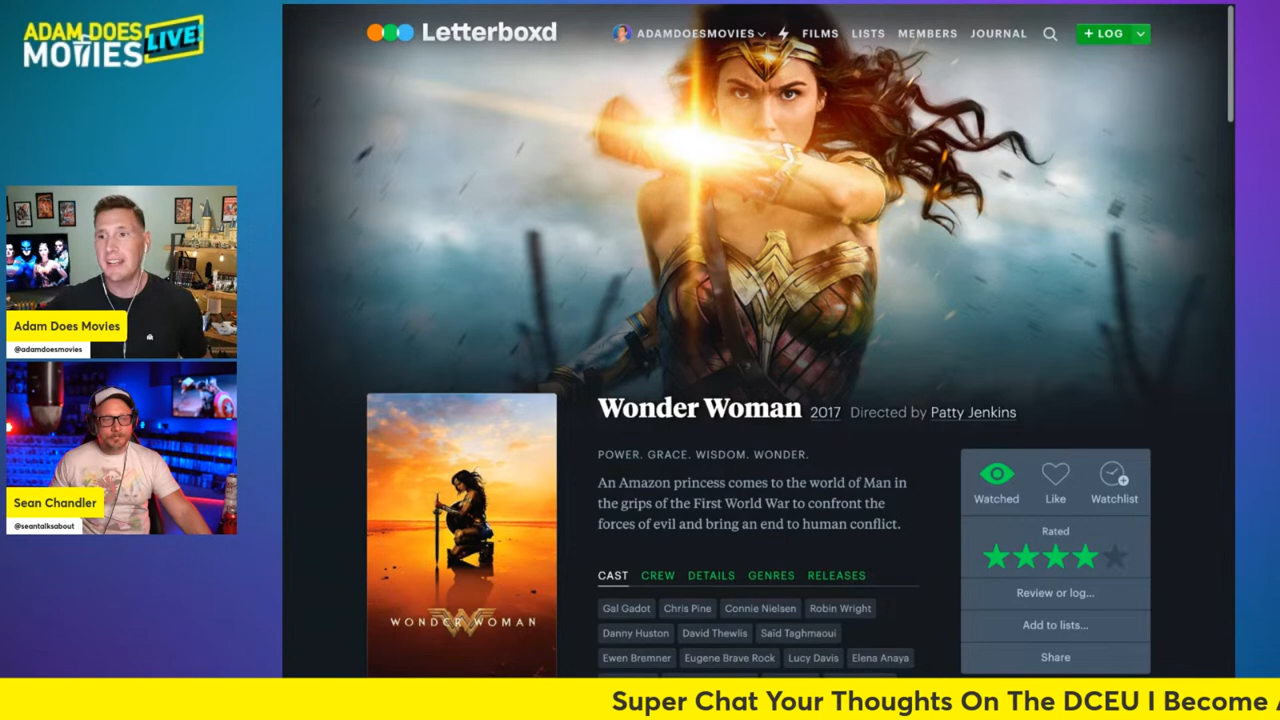 ADAM DOES
MOVIES LIVE!
Letterboxd
ADAMDOESMOVIES FILMS LISTS MEMBERS JOURNAL + LOG
Adam Does Movies
@adamdoesmovies
Sean Chandler
@seantalksabout
Wonder Woman 2017 Directed by Patty Jenkins
POWER. GRACE. WISDOM. WONDER.
An Amazon princess comes to the world of Man in
the grips of the First World War to confront the
forces of evil and bring an end to human conflict.
CAST CREW DETAILS GENRES RELEASES
Gal Gadot Chris Pine Connie Nielsen Robin Wright
Danny Huston David Thewlis Saïd Taghmaoui
Ewen Bremner Eugene Brave Rock Lucy Davis Elena Anaya
WONDER WOMAN
Watched Like Watchlist
Rated
Review or log...
Add to lists...
Share
Super Chat Your Thoughts On The DCEU I Become